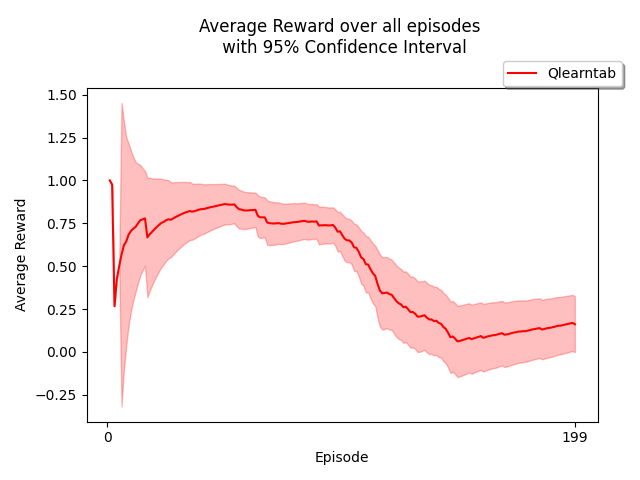 Average Reward over all episodes
with 95% Confidence Interval
Qlearntab
1.50
1.25
1.00
0.75
0.50
0.25
0.00
−0.25
Average Reward
0
199
Episode